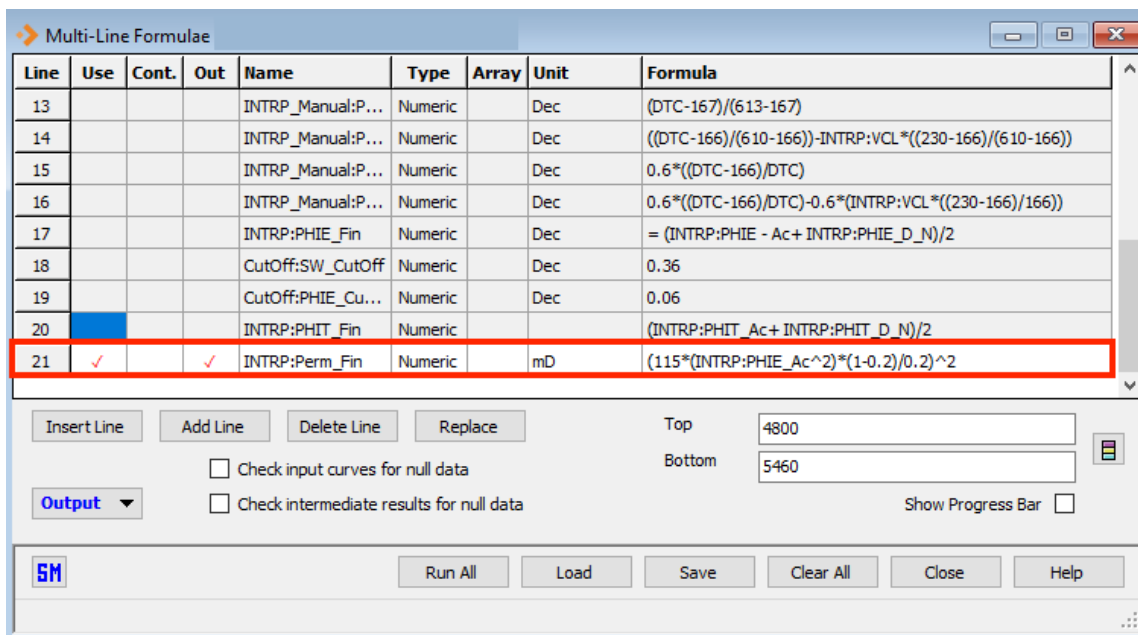 Multi-Line Formulae
Line Use Cont. Out Name Type Array Unit Formula
13 INTRP_Manual:P... Numeric Dec (DTC-167)/(613-167)
14 INTRP_Manual:P... Numeric Dec ((DTC-166)/(610-166))-INTRP:VCL*((230-166)/(610-166))
15 INTRP_Manual:P... Numeric Dec 0.6*((DTC-166)/DTC)
16 INTRP_Manual:P... Numeric Dec 0.6*((DTC-166)/DTC)-0.6*(INTRP:VCL*((230-166)/166))
17 INTRP:PHIE_Fin Numeric Dec = (INTRP:PHIE - Ac+ INTRP:PHIE_D_N)/2
18 CutOff:SW_CutOff Numeric Dec 0.36
19 CutOff:PHIE_Cu... Numeric Dec 0.06
20 INTRP:PHIT_Fin Numeric (INTRP:PHIT_Ac+ INTRP:PHIT_D_N)/2
21 ✓ ✓ INTRP:Perm_Fin Numeric mD (115*(INTRP:PHIE_Ac^2)*(1-0.2)/0.2)^2
Insert Line Add Line Delete Line Replace Top 4800
Check input curves for null data Bottom 5460
Output Check intermediate results for null data Show Progress Bar
SM Run All Load Save Clear All Close Help